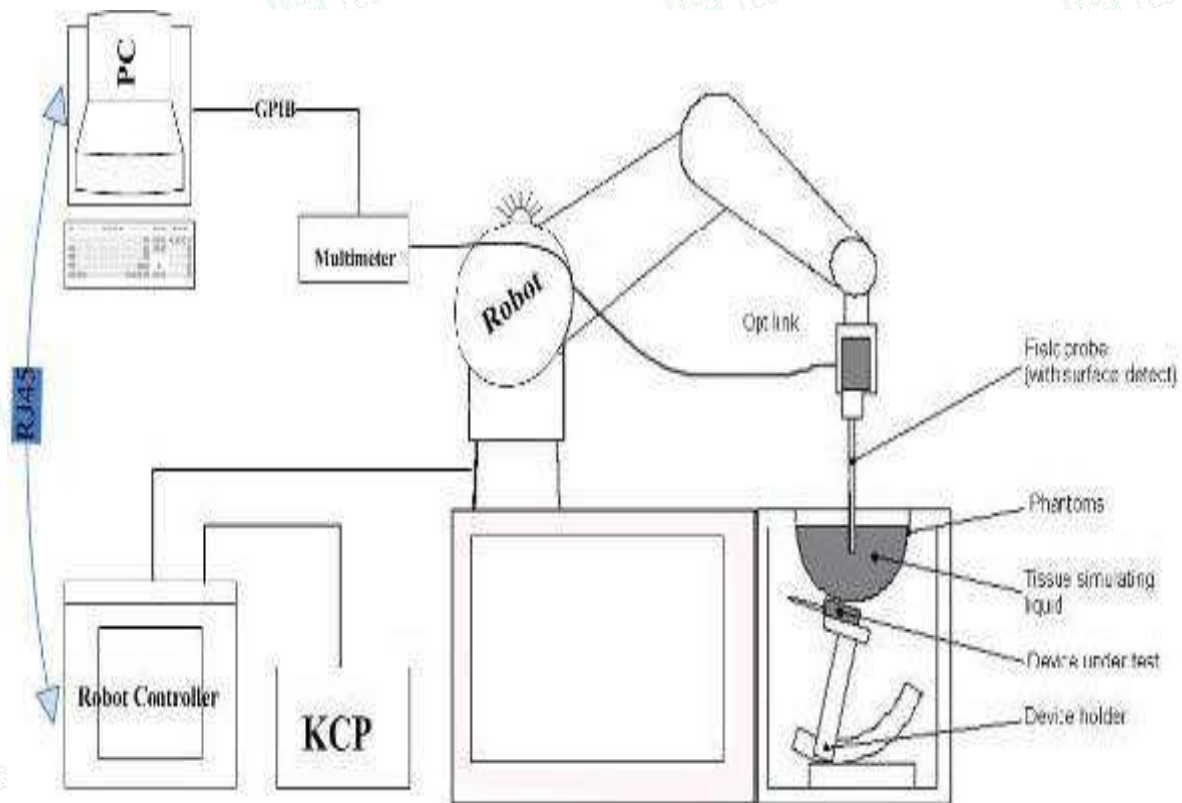 PC
GPIB
Multimeter
Robot
Opt link
Field probe
(with surface detect)
RJ45
Phantoms
Tissue simulating
liquid
Device under test
Device holder
Robot Controller
KCP